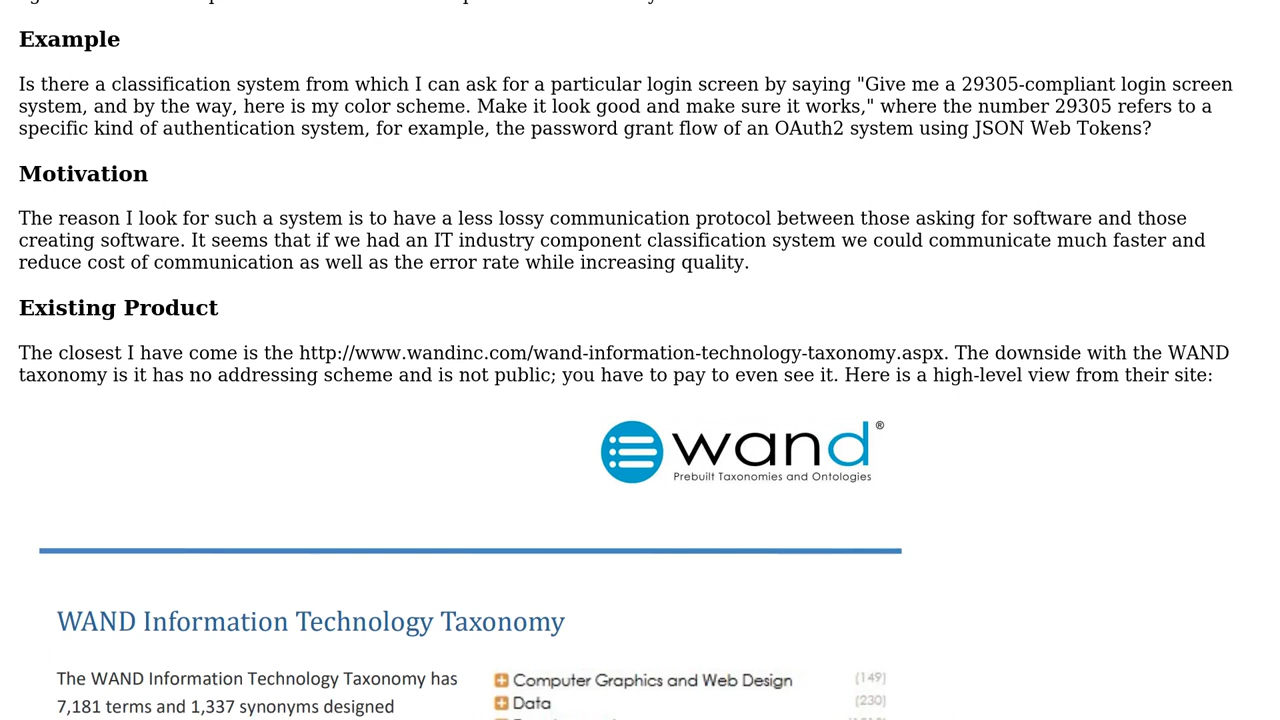 Example
Is there a classification system from which I can ask for a particular login screen by saying "Give me a 29305-compliant login screen
system, and by the way, here is my color scheme. Make it look good and make sure it works," where the number 29305 refers to a
specific kind of authentication system, for example, the password grant flow of an OAuth2 system using JSON Web Tokens?
Motivation
The reason I look for such a system is to have a less lossy communication protocol between those asking for software and those
creating software. It seems that if we had an IT industry component classification system we could communicate much faster and
reduce cost of communication as well as the error rate while increasing quality.
Existing Product
The closest I have come is the http://www.wandinc.com/wand-information-technology-taxonomy.aspx. The downside with the WAND
taxonomy is it has no addressing scheme and is not public; you have to pay to even see it. Here is a high-level view from their site:
wand®
Prebuilt Taxonomies and Ontologies
WAND Information Technology Taxonomy
The WAND Information Technology Taxonomy has
7,181 terms and 1,337 synonyms designed
Computer Graphics and Web Design (149)
Data (230)